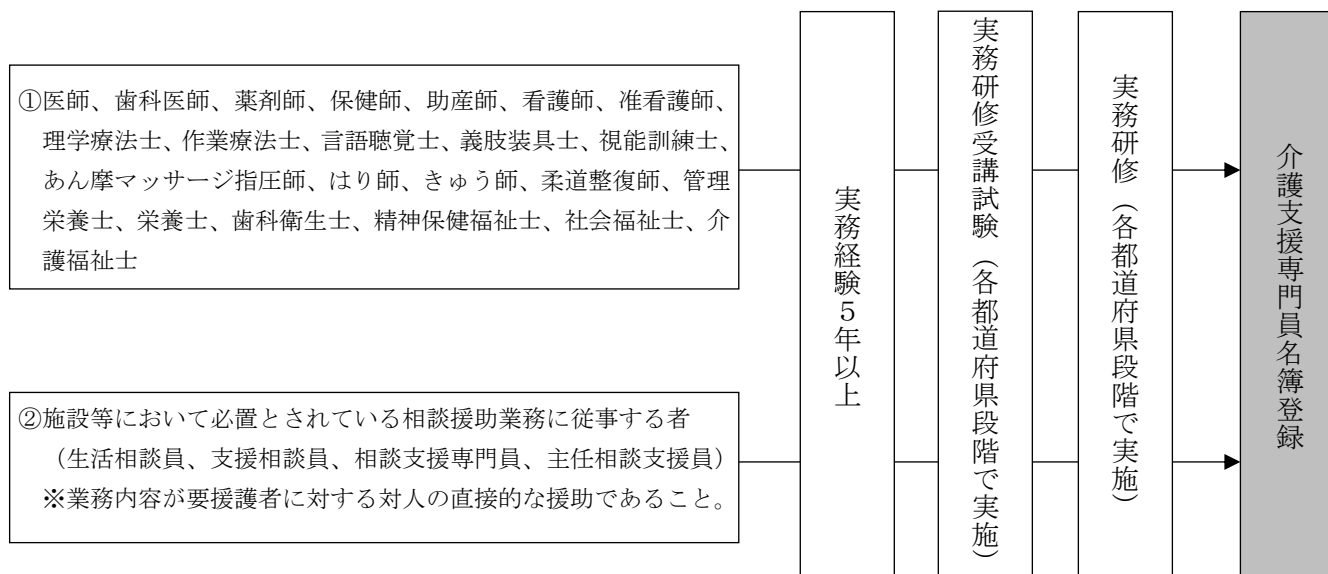 ①医師、歯科医師、薬剤師、保健師、助産師、看護師、准看護師、
理学療法士、作業療法士、言語聴覚士、義肢装具士、視能訓練士、
あん摩マッサージ指圧師、はり師、きゅう師、柔道整復師、管理
栄養士、栄養士、歯科衛生士、精神保健福祉士、社会福祉士、介
護福祉士
②施設等において必置とされている相談援助業務に従事する者
（生活相談員、支援相談員、相談支援専門員、主任相談支援員）
※業務内容が要援護者に対する対人の直接的な援助であること。
実務経験５年以上
実務研修受講試験（各都道府県段階で実施）
実務研修（各都道府県段階で実施）
介護支援専門員名簿登録